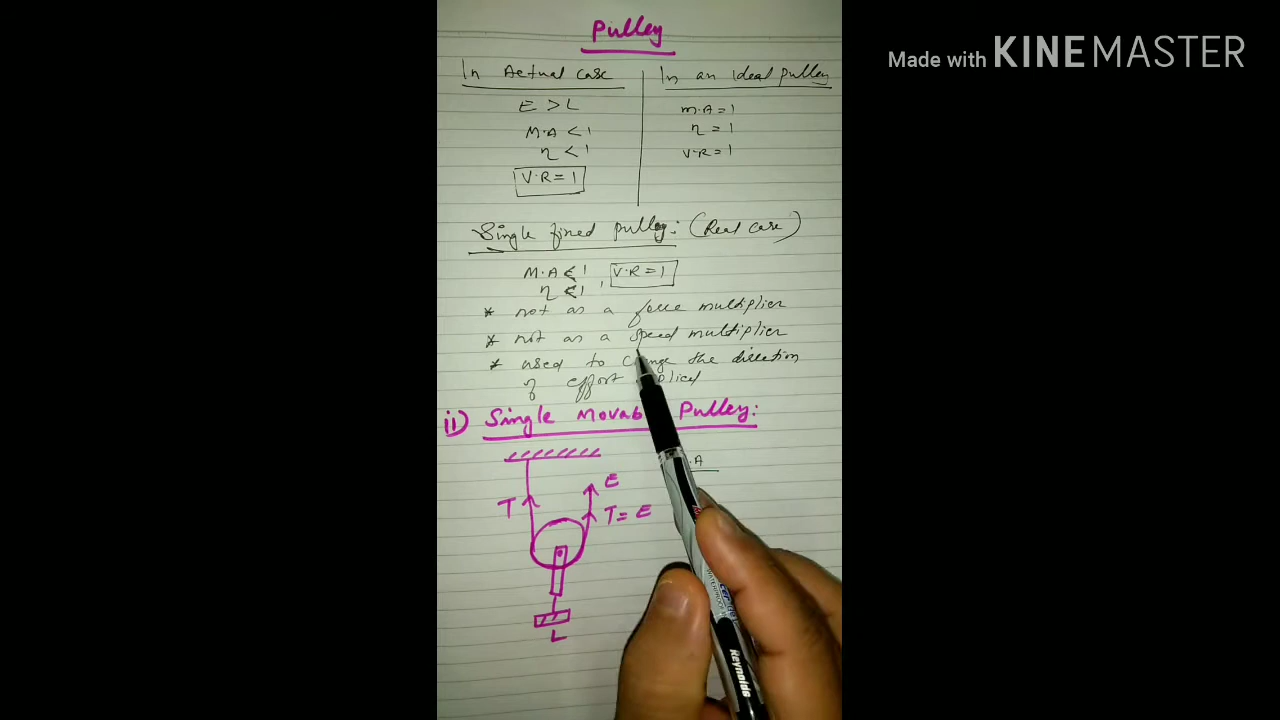 Pulley
In Actual case
E > L
M.A < 1
η < 1
V.R = 1
In an ideal pulley
M.A = 1
η = 1
V.R = 1
Single fixed pulley: (Real case)
M.A < 1
η < 1 , V.R = 1
* not as a force multiplier
* not as a speed multiplier
* used to change the direction
of effort
ii) Single Movab Pulley:
.A
T
E
T = E
L
Reynolds
Made with KINEMASTER